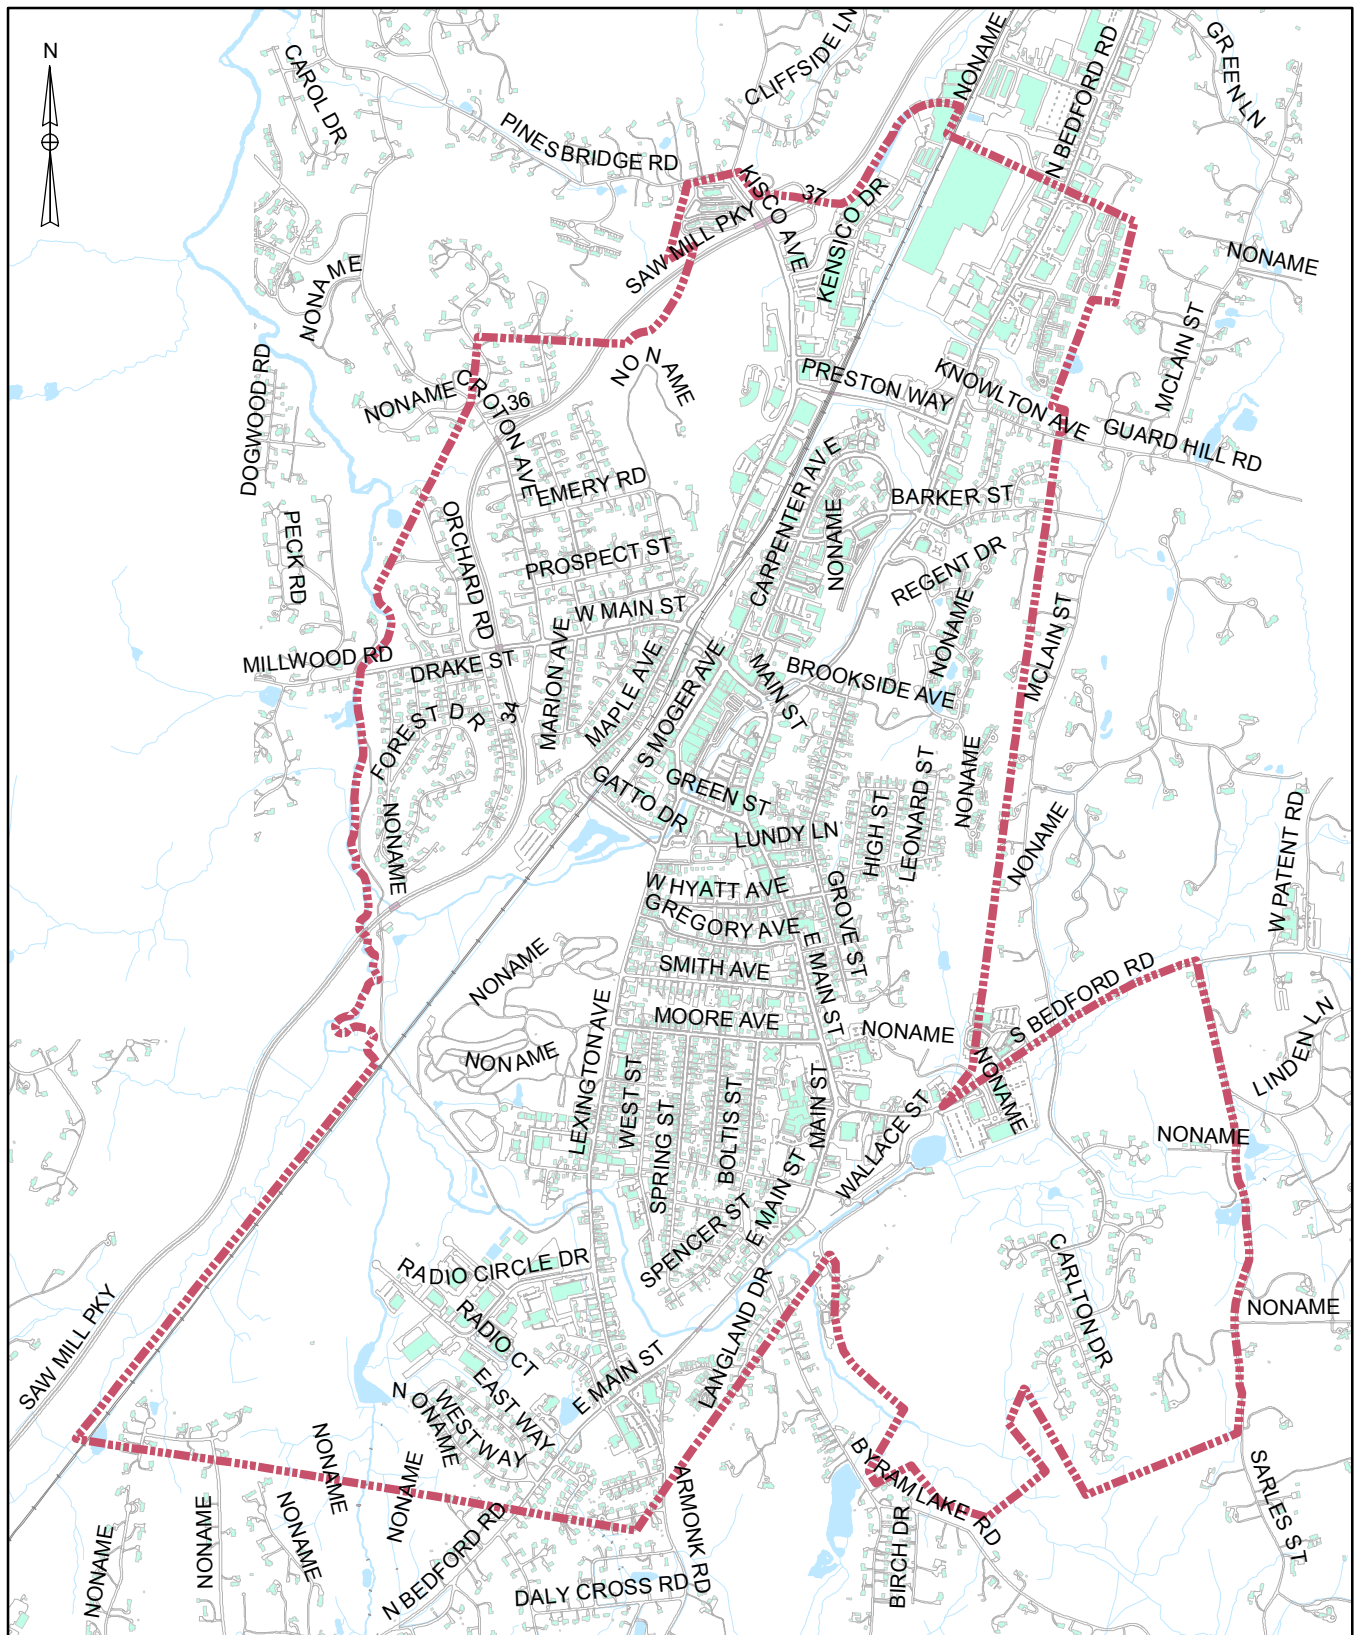 N
CAROL DR
CLIFFSIDE LN
NONAME
N BEDFORD RD
GREEN LN
PINESBRIDGE RD
KISCO AVE
37
SAW MILL PKY
KENSICO DR
NONAME
NONAME
MCLAIN ST
DOGWOOD RD
NONAME
CROTON AVE
36
NONAME
PRESTON WAY
KNOWLTON AVE
GUARD HILL RD
EMERY RD
CARPENTER AVE
NONAME
BARKER ST
PECK RD
ORCHARD RD
PROSPECT ST
REGENT DR
NONAME
W MAIN ST
MCLAIN ST
MILLWOOD RD
DRAKE ST
MARION AVE
MAPLE AVE
S MOGER AVE
MAIN ST
BROOKSIDE AVE
FOREST DR
34
NONAME
GATTO DR
GREEN ST
LUNDY LN
HIGH ST
LEONARD ST
NONAME
NONAME
W PATENT RD
W HYATT AVE
GREGORY AVE
GROVE ST
E MAIN ST
NONAME
SMITH AVE
S BEDFORD RD
MOORE AVE
NONAME
NONAME
NONAME
LINDEN LN
LEXINGTON AVE
WEST ST
SPRING ST
BOLTIS ST
MAIN ST
WALLACE ST
NONAME
SPENCER ST
E MAIN ST
RADIO CIRCLE DR
CARLTON DR
NONAME
SAW MILL PKY
RADIO CT
LANGLAND DR
E MAIN ST
EAST WAY
WESTWAY
NONAME
NONAME
NONAME
NONAME
NONAME
NONAME
N BEDFORD RD
ARMONK RD
BYRAM LAKE RD
BIRCH DR
SARLES ST
DALY CROSS RD